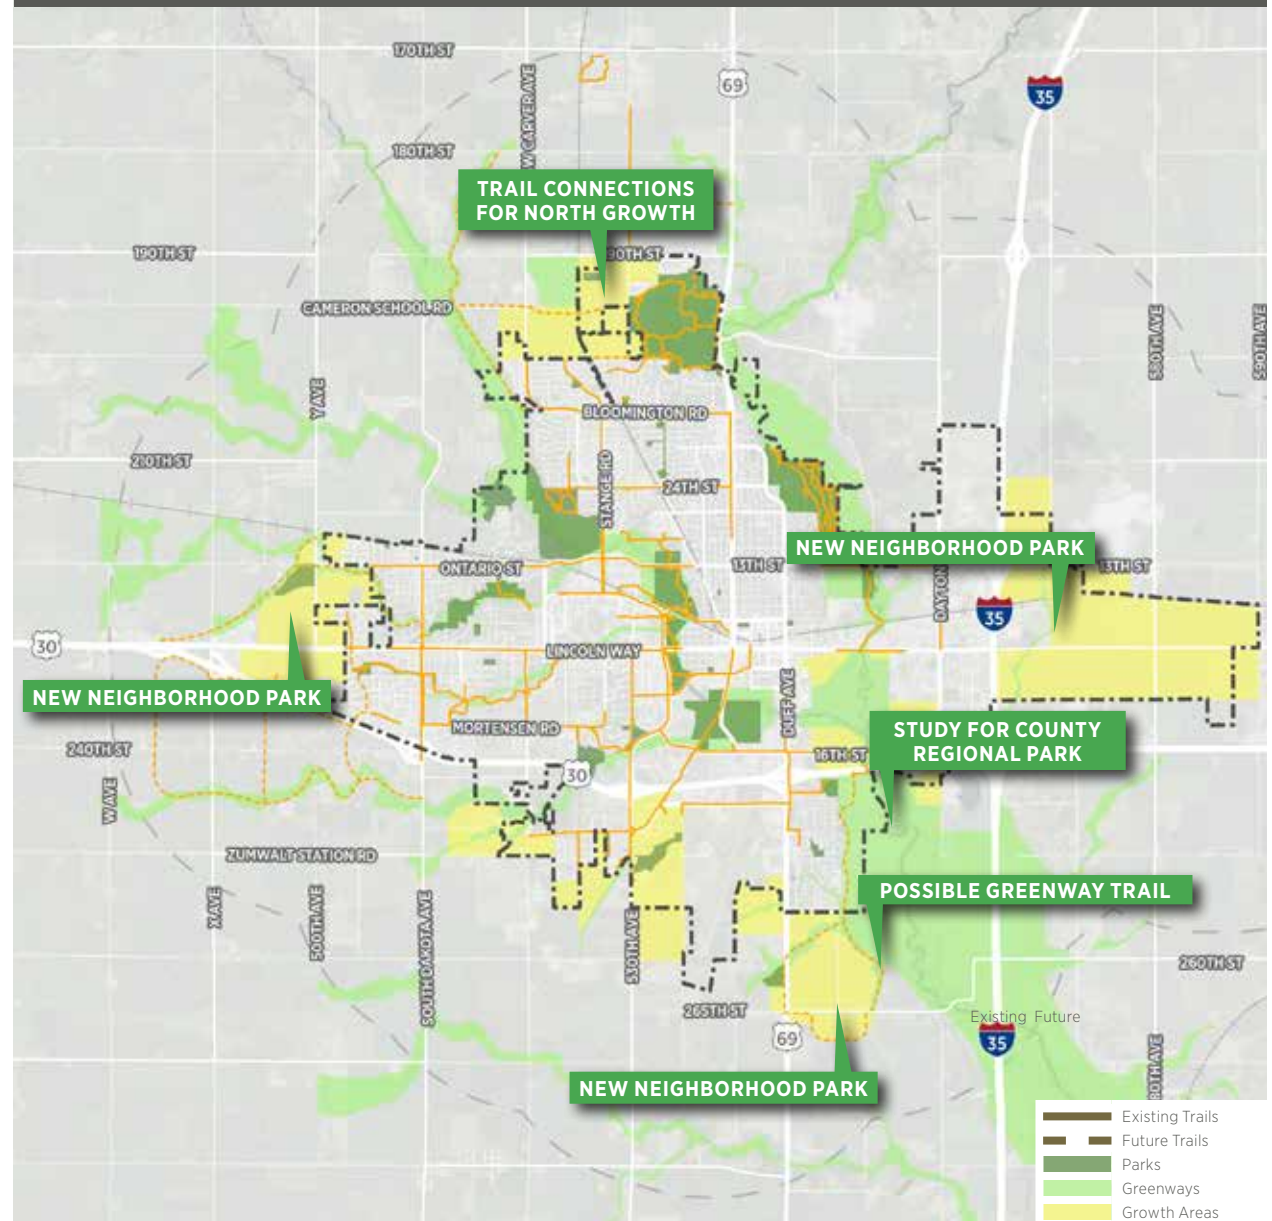 170TH ST
69
35
W CARVER AVE
180TH ST
TRAIL CONNECTIONS
FOR NORTH GROWTH
190TH ST
190TH ST
CAMERON SCHOOL RD
580TH AVE
590TH AVE
Y AVE
BLOOMINGTON RD
210TH ST
STANGE RD
24TH ST
NEW NEIGHBORHOOD PARK
ONTARIO ST
13TH ST
13TH ST
DAYTON
35
30
LINCOLN WAY
NEW NEIGHBORHOOD PARK
DUFF AVE
MORTENSEN RD
STUDY FOR COUNTY
REGIONAL PARK
240TH ST
16TH ST
30
W AVE
ZUMWALT STATION RD
POSSIBLE GREENWAY TRAIL
X AVE
500TH AVE
SOUTH DAKOTA AVE
530TH AVE
260TH ST
265TH ST
Existing Future
69
35
NEW NEIGHBORHOOD PARK
Existing Trails
Future Trails
Parks
Greenways
Growth Areas